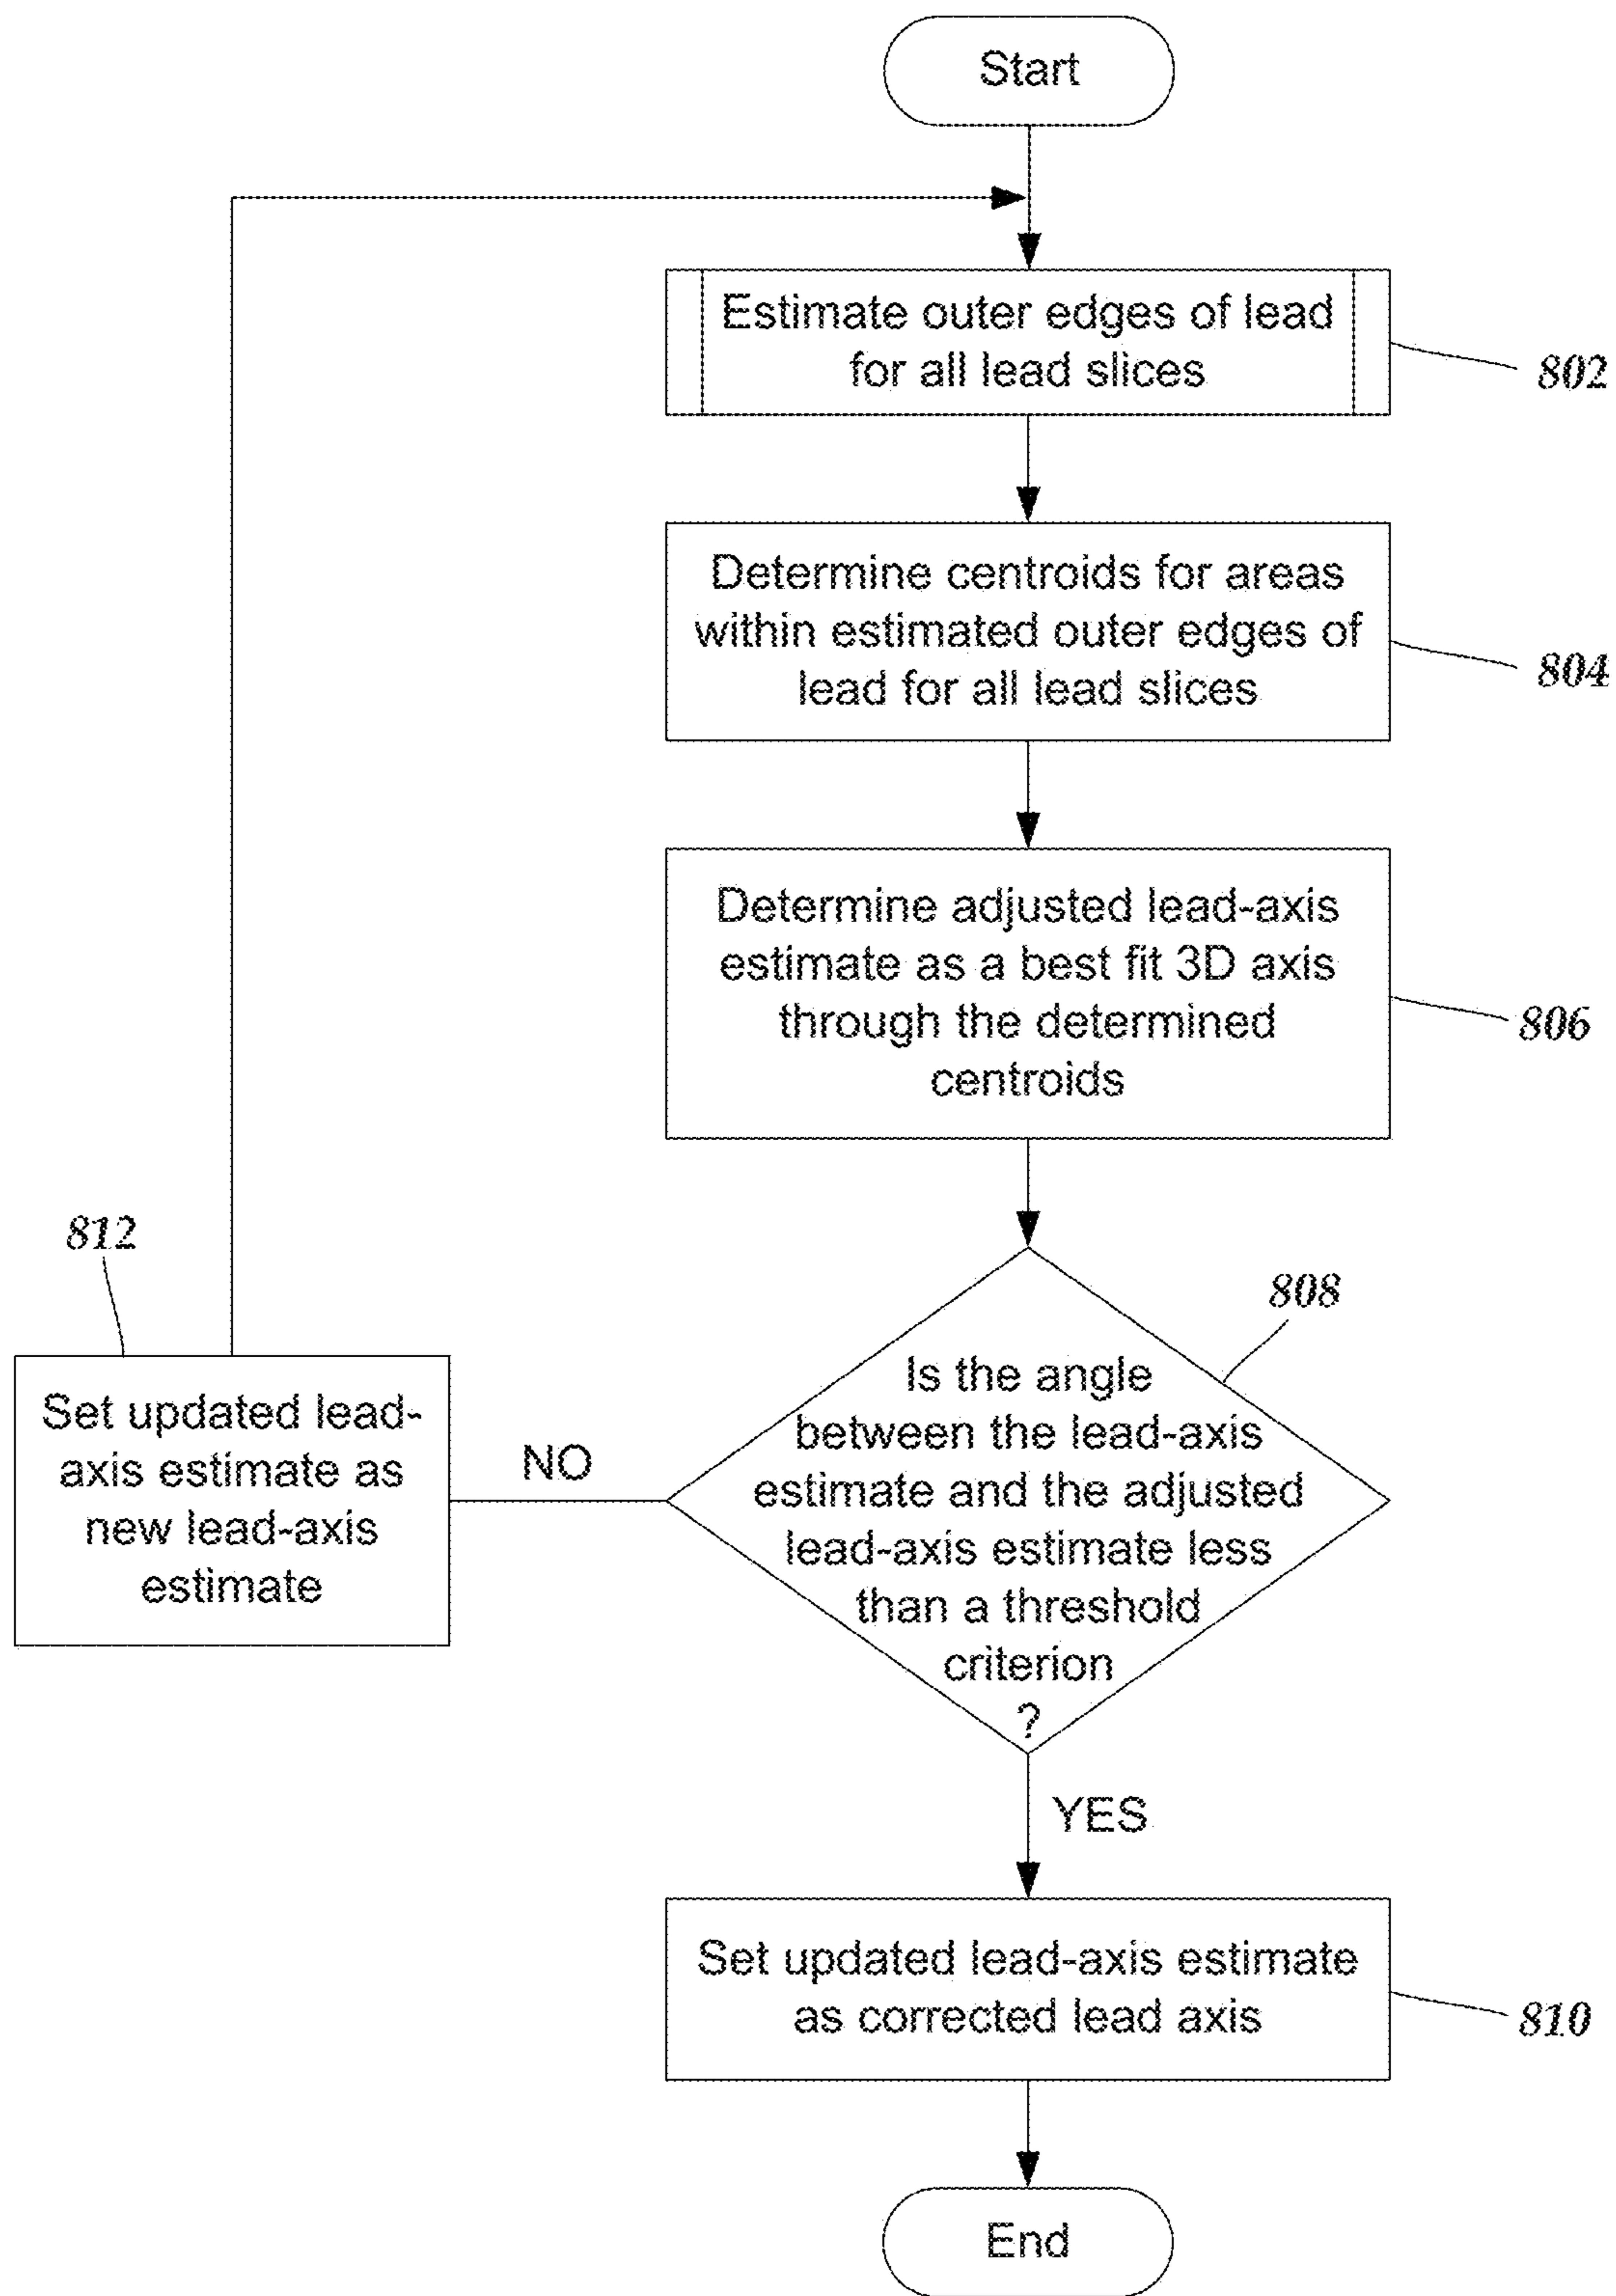 Start
Estimate outer edges of lead
for all lead slices
802
Determine centroids for areas
within estimated outer edges of
lead for all lead slices
804
Determine adjusted lead-axis
estimate as a best fit 3D axis
through the determined
centroids
806
808
Is the angle
between the lead-axis
estimate and the adjusted
lead-axis estimate less
than a threshold
criterion
?
NO
812
Set updated lead-
axis estimate as
new lead-axis
estimate
YES
Set updated lead-axis estimate
as corrected lead axis
810
End